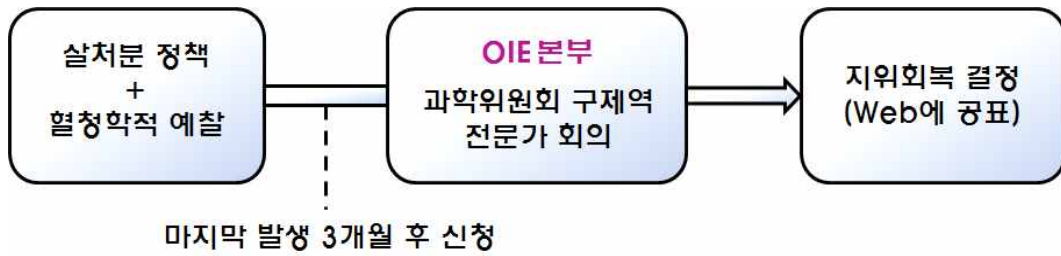 살처분 정책
+
혈청학적 예찰
OIE본부
과학위원회 구제역
전문가 회의
지위회복 결정
(Web에 공표)
마지막 발생 3개월 후 신청